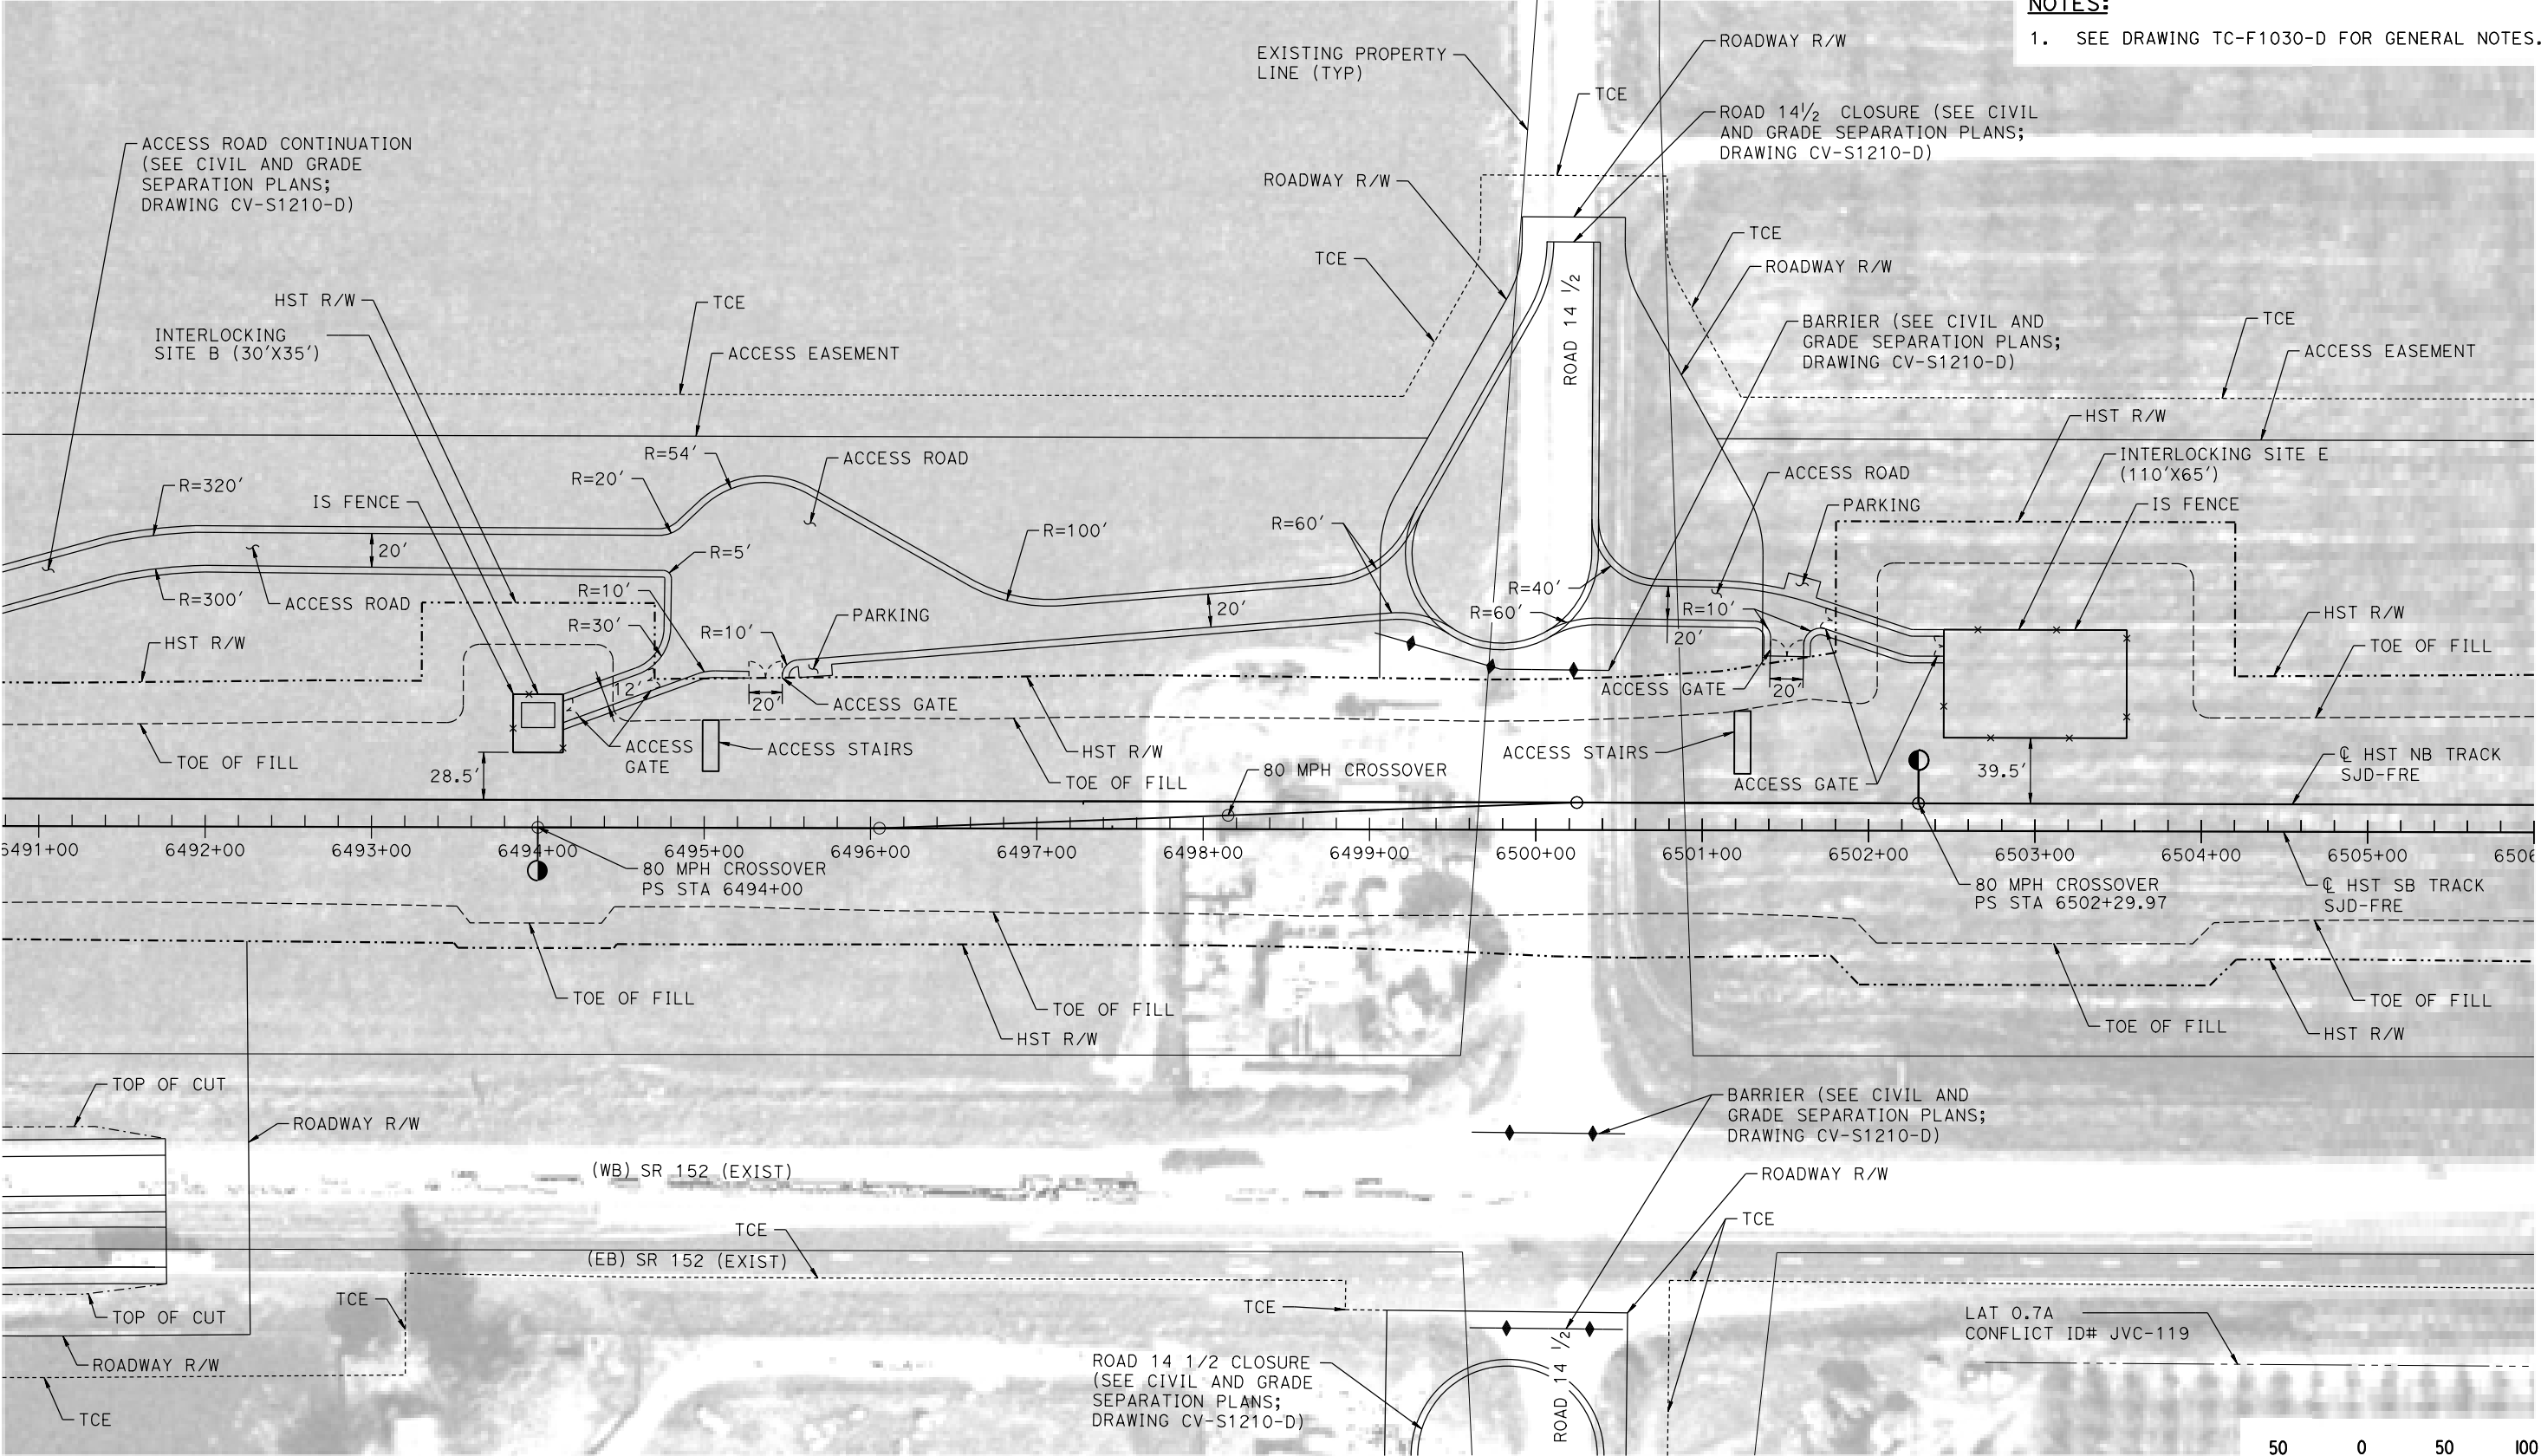 NOTES:
1. SEE DRAWING TC-F1030-D FOR GENERAL NOTES.
EXISTING PROPERTY
LINE (TYP)
ROADWAY R/W
TCE
ROAD 14½ CLOSURE (SEE CIVIL
AND GRADE SEPARATION PLANS;
DRAWING CV-S1210-D)
ACCESS ROAD CONTINUATION
(SEE CIVIL AND GRADE
SEPARATION PLANS;
DRAWING CV-S1210-D)
ROADWAY R/W
TCE
TCE
ROADWAY R/W
HST R/W
INTERLOCKING
SITE B (30'X35')
TCE
ACCESS EASEMENT
ROAD 14 ½
BARRIER (SEE CIVIL AND
GRADE SEPARATION PLANS;
DRAWING CV-S1210-D)
TCE
ACCESS EASEMENT
HST R/W
INTERLOCKING SITE E
(110'X65')
IS FENCE
R=54'
ACCESS ROAD
R=20'
R=320'
IS FENCE
ACCESS ROAD
PARKING
R=60'
R=100'
20'
R=5'
R=300'
ACCESS ROAD
R=10'
R=30'
R=10'
PARKING
20'
R=40'
R=60'
R=10'
20'
HST R/W
HST R/W
TOE OF FILL
12'
20'
ACCESS GATE
ACCESS GATE
20'
TOE OF FILL
ACCESS
GATE
ACCESS STAIRS
HST R/W
TOE OF FILL
28.5'
80 MPH CROSSOVER
ACCESS STAIRS
ACCESS GATE
39.5'
℄ HST NB TRACK
SJD-FRE
6491+00
6492+00
6493+00
6494+00
6495+00
6496+00
6497+00
6498+00
6499+00
6500+00
6501+00
6502+00
6503+00
6504+00
6505+00
6506
80 MPH CROSSOVER
PS STA 6494+00
80 MPH CROSSOVER
PS STA 6502+29.97
℄ HST SB TRACK
SJD-FRE
TOE OF FILL
TOE OF FILL
HST R/W
TOE OF FILL
TOE OF FILL
HST R/W
TOP OF CUT
ROADWAY R/W
BARRIER (SEE CIVIL AND
GRADE SEPARATION PLANS;
DRAWING CV-S1210-D)
(WB) SR 152 (EXIST)
ROADWAY R/W
TCE
TCE
(EB) SR 152 (EXIST)
TCE
TCE
TOP OF CUT
ROADWAY R/W
TCE
LAT 0.7A
CONFLICT ID# JVC-119
ROAD 14 1/2 CLOSURE
(SEE CIVIL AND GRADE
SEPARATION PLANS;
DRAWING CV-S1210-D)
ROAD 14 ½
50 0 50 100